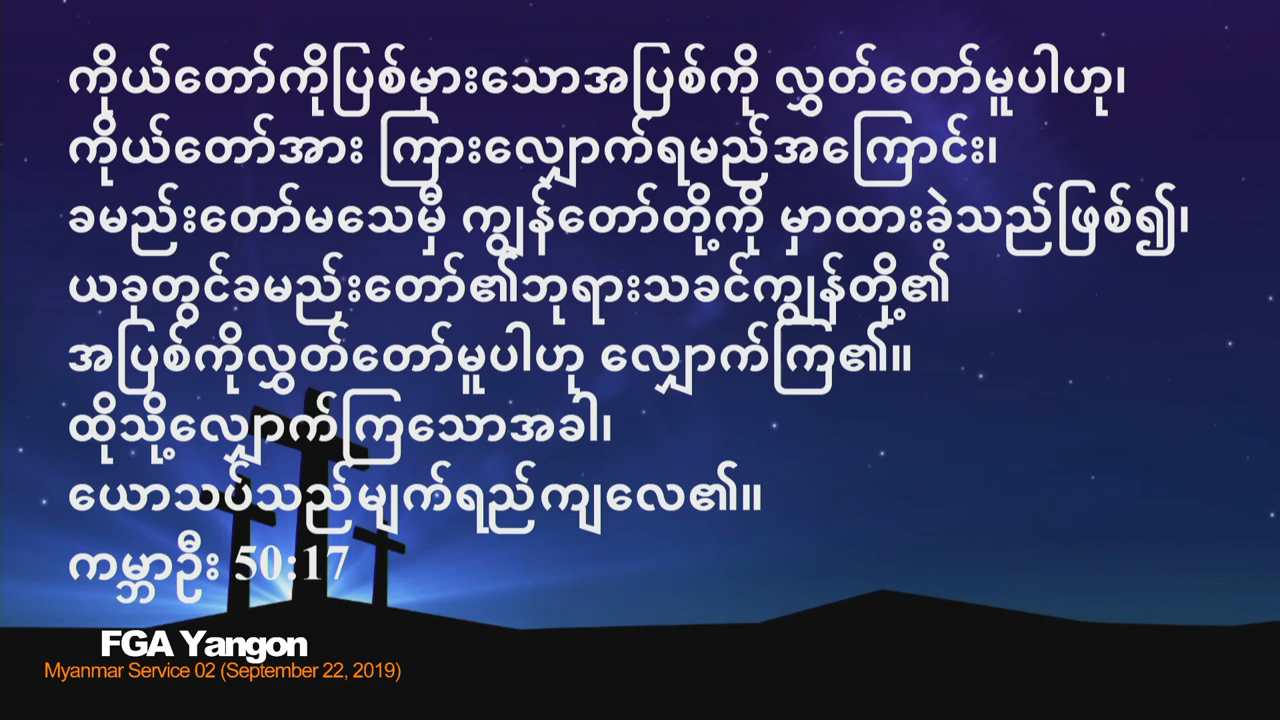 ကိုယ်တော်ကိုပြစ်မှားသောအပြစ်ကို လွှတ်တော်မူပါဟု၊
ကိုယ်တော်အား ကြားလျှောက်ရမည်အကြောင်း၊
ခမည်းတော်မသေမှီ ကျွန်တော်တို့ကို မှာထားခဲ့သည်ဖြစ်၍၊
ယခုတွင်ခမည်းတော်၏ဘုရားသခင်ကျွန်တို့၏
အပြစ်ကိုလွှတ်တော်မူပါဟု လျှောက်ကြ၏။
ထိုသို့လျှောက်ကြသောအခါ၊
ယောသပ်သည်မျက်ရည်ကျလေ၏။
ကမ္ဘာဦး 50:17
FGA Yangon
Myanmar Service 02 (September 22, 2019)